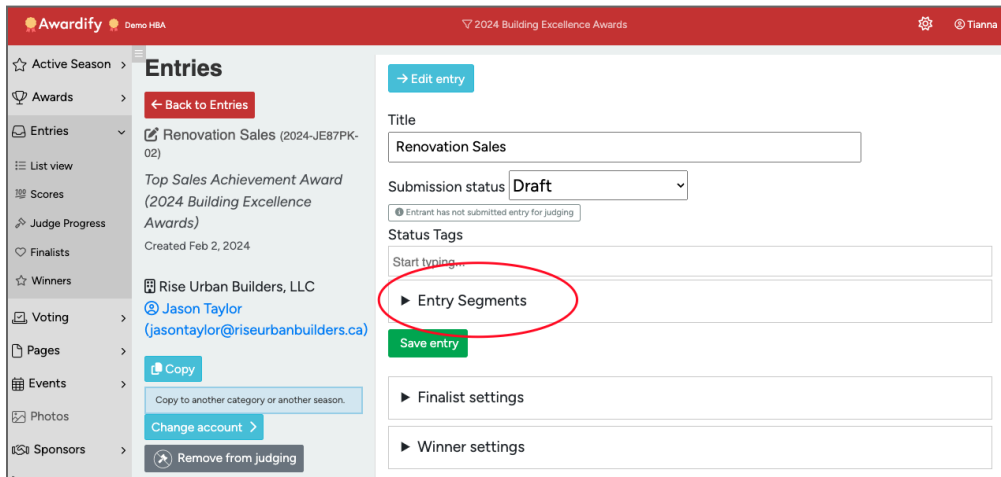 Awardify Demo HBA
2024 Building Excellence Awards
Tianna
Active Season
Awards
Entries
List view
Scores
Judge Progress
Finalists
Winners
Voting
Pages
Events
Photos
Sponsors
Entries
← Back to Entries
Renovation Sales (2024-JE87PK-
02)
Top Sales Achievement Award
(2024 Building Excellence
Awards)
Created Feb 2, 2024
Rise Urban Builders, LLC
Jason Taylor
(jasontaylor@riseurbanbuilders.ca)
Copy
Copy to another category or another season.
Change account
Remove from judging
→ Edit entry
Title
Renovation Sales
Submission status Draft
Entrant has not submitted entry for judging
Status Tags
Start typing...
Entry Segments
Save entry
Finalist settings
Winner settings